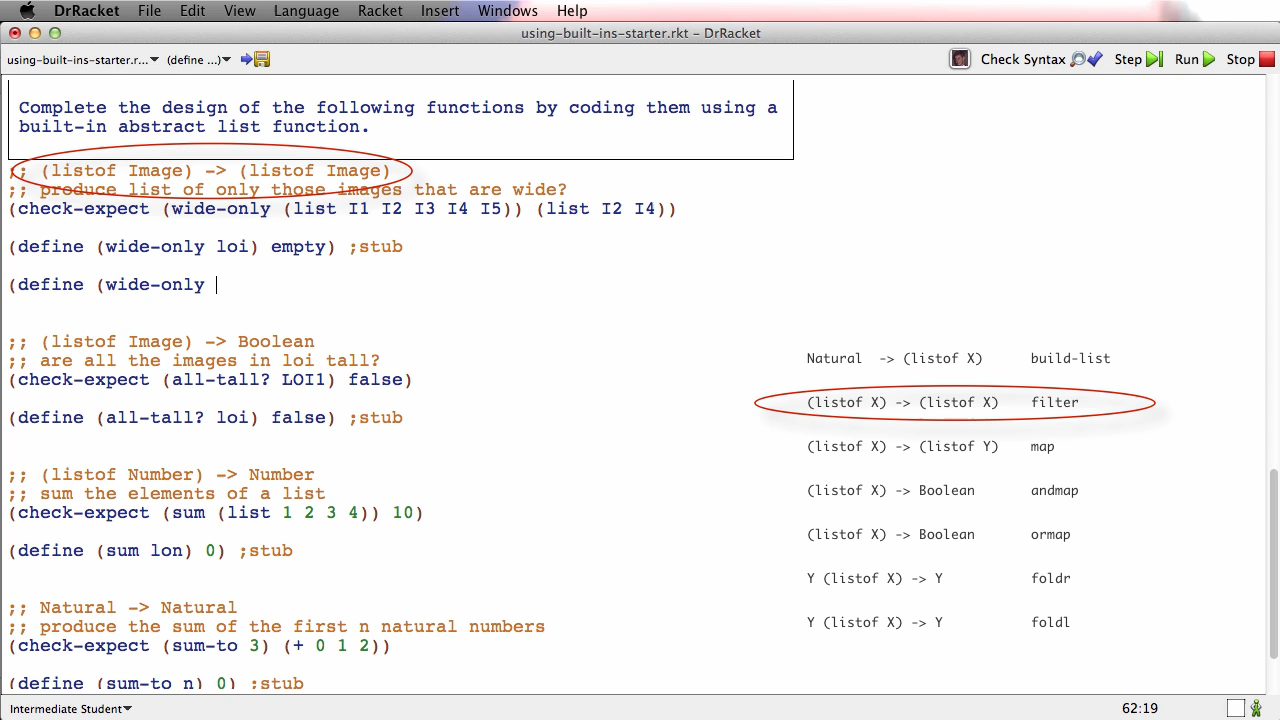 DrRacket File Edit View Language Racket Insert Windows Help
using-built-ins-starter.rkt - DrRacket
using-built-ins-starter.r... (define ...) Check Syntax Step Run Stop
Complete the design of the following functions by coding them using a
built-in abstract list function.
;; (listof Image) -> (listof Image)
;; produce list of only those images that are wide?
(check-expect (wide-only (list I1 I2 I3 I4 I5)) (list I2 I4))
(define (wide-only loi) empty) ;stub
(define (wide-only
;; (listof Image) -> Boolean
;; are all the images in loi tall?
(check-expect (all-tall? LOI1) false)
(define (all-tall? loi) false) ;stub
;; (listof Number) -> Number
;; sum the elements of a list
(check-expect (sum (list 1 2 3 4)) 10)
(define (sum lon) 0) ;stub
;; Natural -> Natural
;; produce the sum of the first n natural numbers
(check-expect (sum-to 3) (+ 0 1 2))
(define (sum-to n) 0) ;stub
Natural -> (listof X) build-list
(listof X) -> (listof X) filter
(listof X) -> (listof Y) map
(listof X) -> Boolean andmap
(listof X) -> Boolean ormap
Y (listof X) -> Y foldr
Y (listof X) -> Y foldl
Intermediate Student 62:19